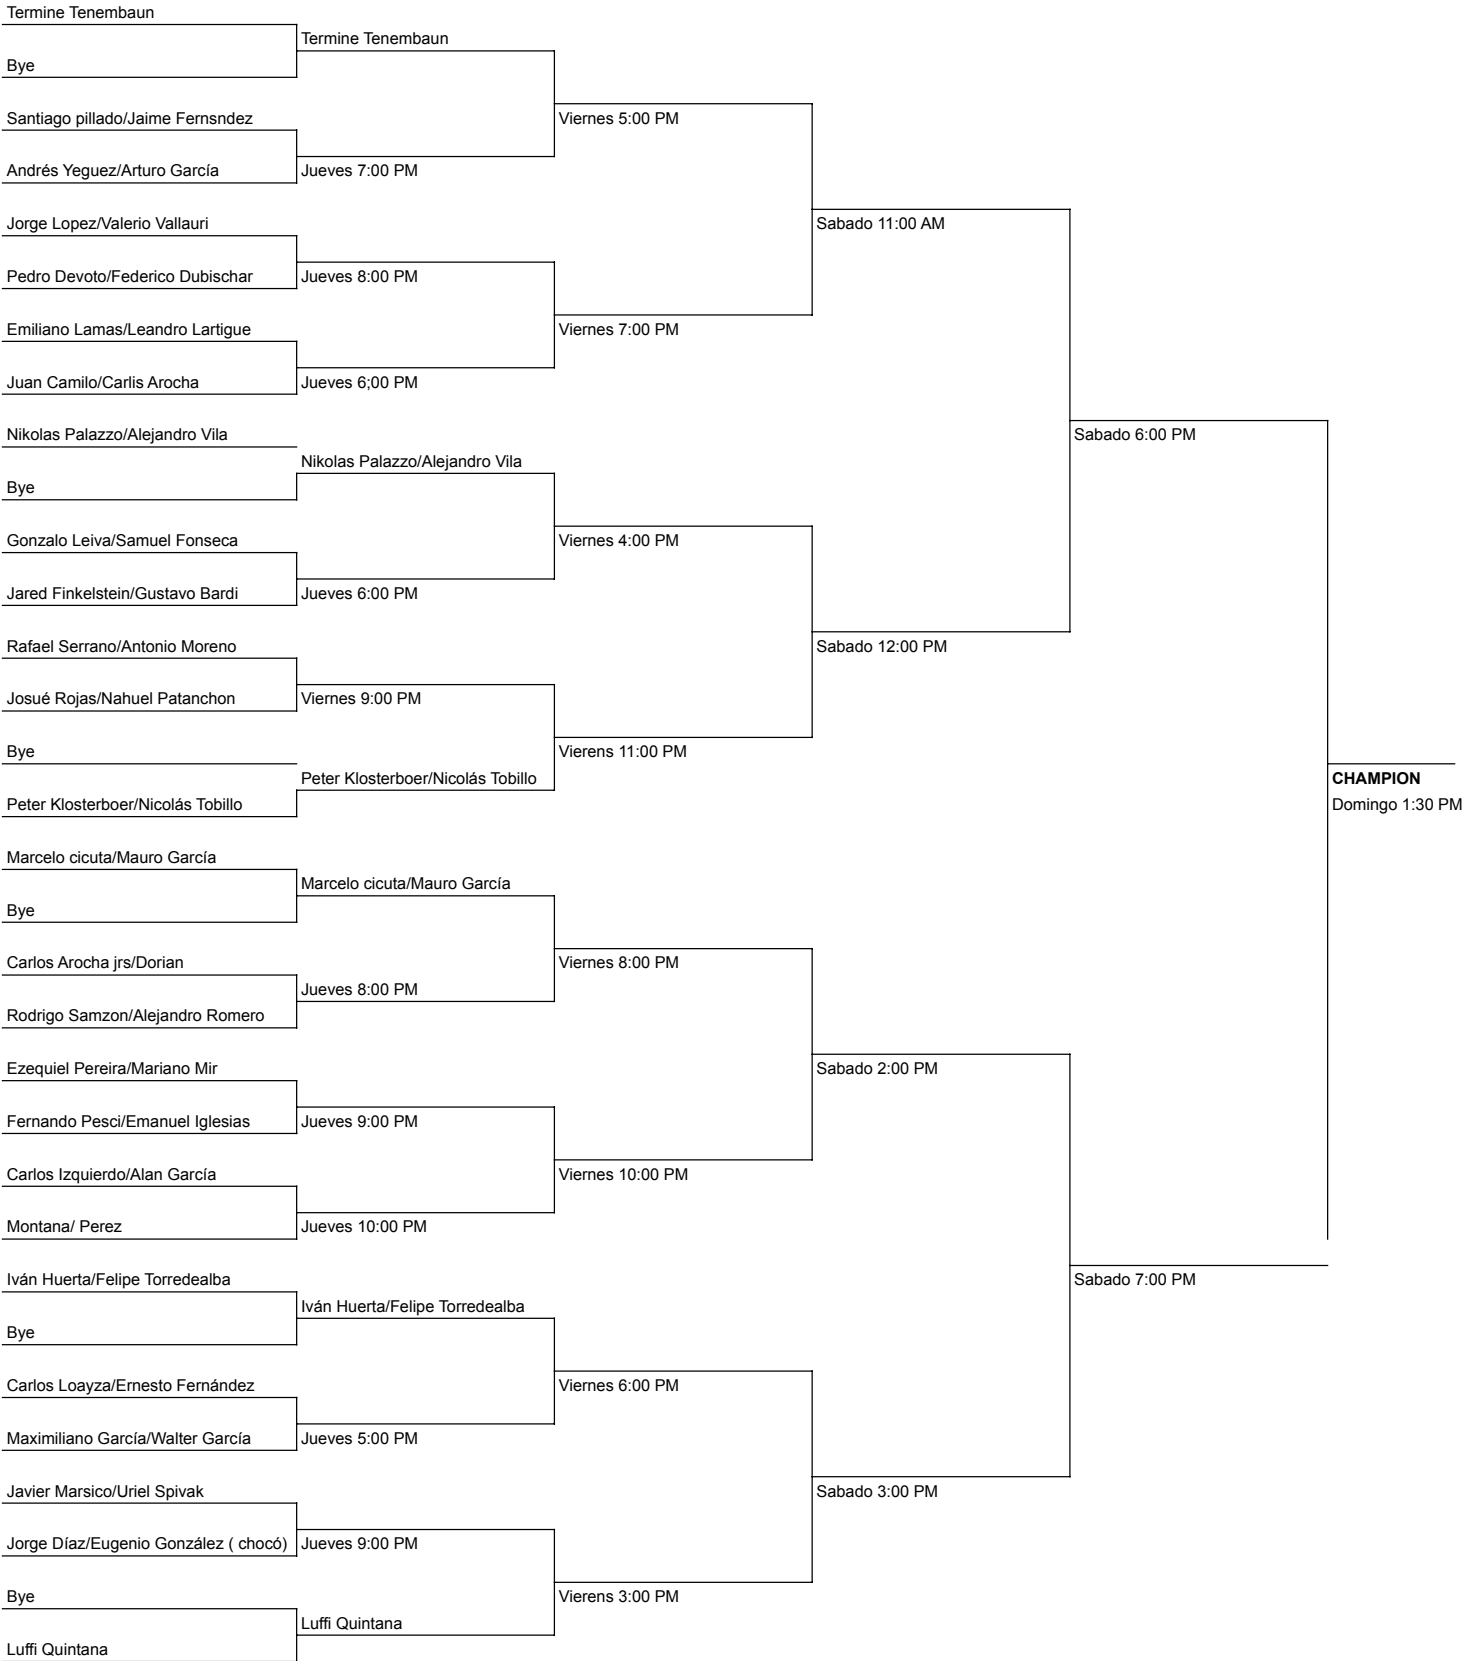 Termine Tenembaun
Termine Tenembaun
Bye
Santiago pillado/Jaime Fernsndez
Viernes 5:00 PM
Andrés Yeguez/Arturo García
Jueves 7:00 PM
Jorge Lopez/Valerio Vallauri
Sabado 11:00 AM
Pedro Devoto/Federico Dubischar
Jueves 8:00 PM
Emiliano Lamas/Leandro Lartigue
Viernes 7:00 PM
Juan Camilo/Carlis Arocha
Jueves 6;00 PM
Nikolas Palazzo/Alejandro Vila
Sabado 6:00 PM
Nikolas Palazzo/Alejandro Vila
Bye
Gonzalo Leiva/Samuel Fonseca
Viernes 4:00 PM
Jared Finkelstein/Gustavo Bardi
Jueves 6:00 PM
Rafael Serrano/Antonio Moreno
Sabado 12:00 PM
Josué Rojas/Nahuel Patanchon
Viernes 9:00 PM
Bye
Vierens 11:00 PM
Peter Klosterboer/Nicolás Tobillo
CHAMPION
Peter Klosterboer/Nicolás Tobillo
Domingo 1:30 PM
Marcelo cicuta/Mauro García
Marcelo cicuta/Mauro García
Bye
Carlos Arocha jrs/Dorian
Viernes 8:00 PM
Jueves 8:00 PM
Rodrigo Samzon/Alejandro Romero
Ezequiel Pereira/Mariano Mir
Sabado 2:00 PM
Fernando Pesci/Emanuel Iglesias
Jueves 9:00 PM
Carlos Izquierdo/Alan García
Viernes 10:00 PM
Montana/ Perez
Jueves 10:00 PM
Iván Huerta/Felipe Torredealba
Sabado 7:00 PM
Iván Huerta/Felipe Torredealba
Bye
Carlos Loayza/Ernesto Fernández
Viernes 6:00 PM
Maximiliano García/Walter García
Jueves 5:00 PM
Javier Marsico/Uriel Spivak
Sabado 3:00 PM
Jorge Díaz/Eugenio González ( chocó)
Jueves 9:00 PM
Bye
Vierens 3:00 PM
Luffi Quintana
Luffi Quintana